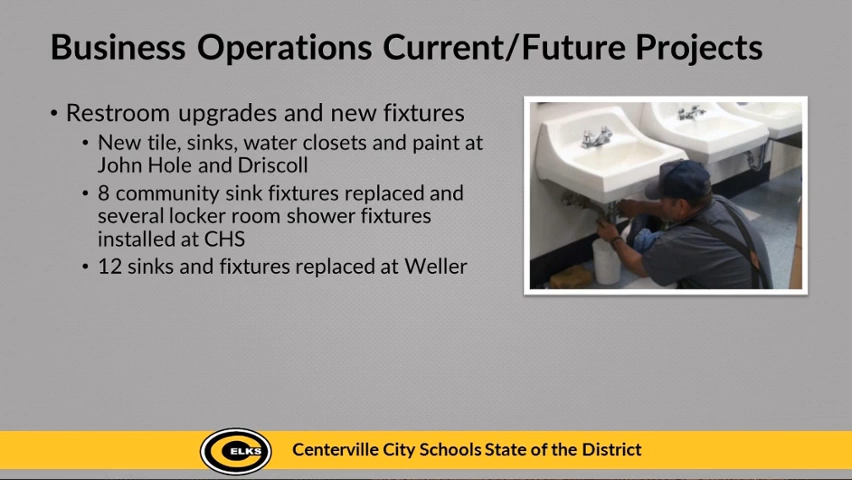 Business Operations Current/Future Projects
• Restroom upgrades and new fixtures
• New tile, sinks, water closets and paint at
John Hole and Driscoll
• 8 community sink fixtures replaced and
several locker room shower fixtures
installed at CHS
• 12 sinks and fixtures replaced at Weller
ELKS
Centerville City Schools State of the District